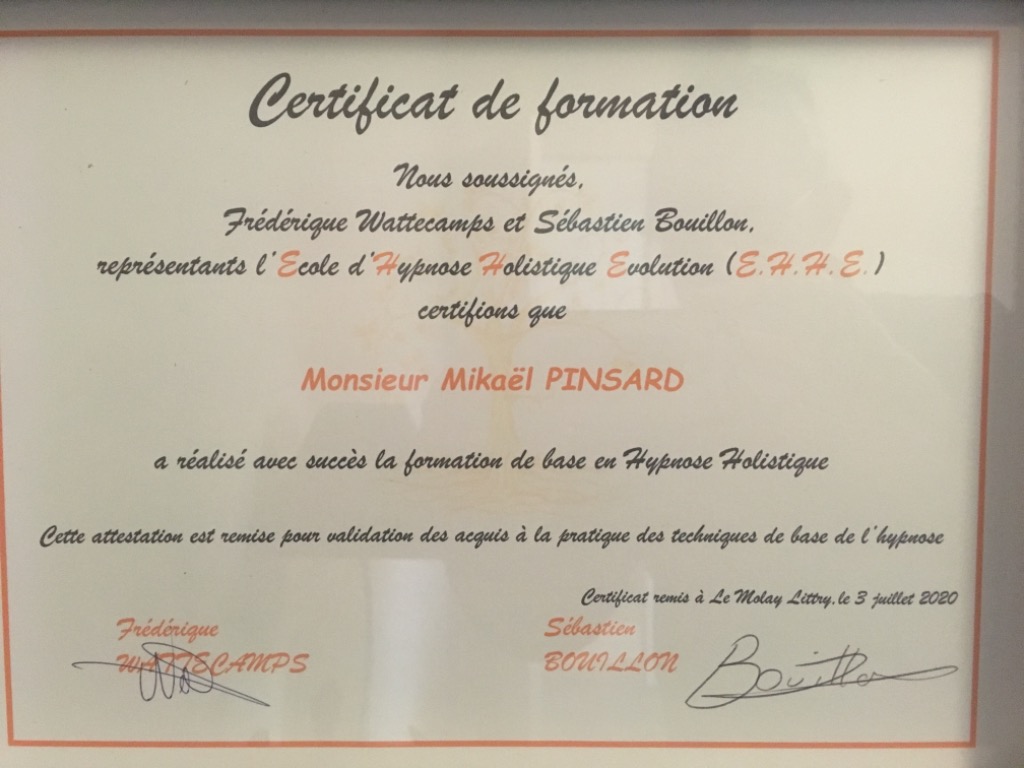 Certificat de formation
Nous soussignés,
Frédérique Wattecamps et Sébastien Bouillon,
représentants l'Ecole d'Hypnose Holistique Evolution (E.H.H.E.)
certifions que
Monsieur Mikaël PINSARD
a réalisé avec succès la formation de base en Hypnose Holistique
Cette attestation est remise pour validation des acquis à la pratique des techniques de base de l'hypnose
Certificat remis à Le Molay Littry,le 3 juillet 2020
Frédérique
WATTECAMPS
Sébastien
BOUILLON
Bouillon